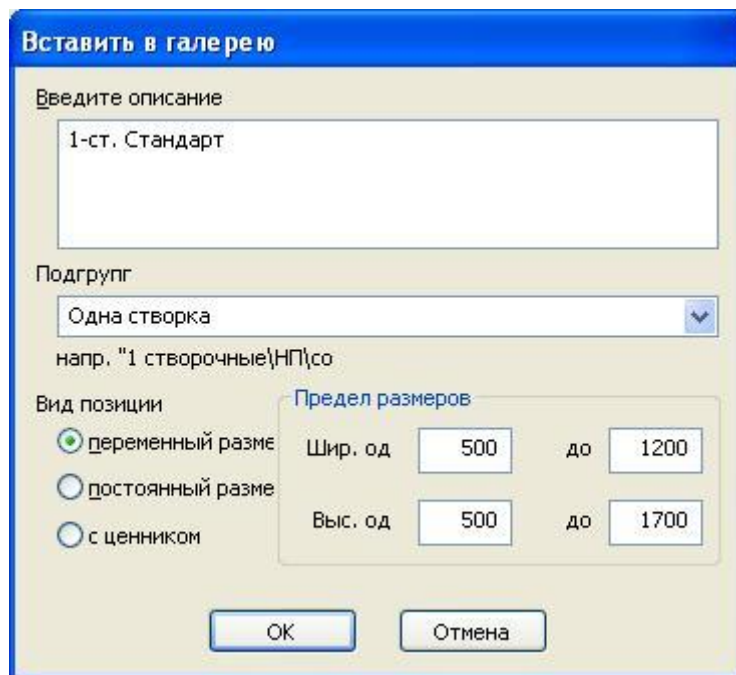 Вставить в галерею
Введите описание
1-ст. Стандарт
Подгрупг
Одна створка
напр. "1 створочные\НП\со
Вид позиции
Предел размеров
переменный разме
Шир. од 500 до 1200
постоянный разме
Выс. од 500 до 1700
с ценником
ОК Отмена